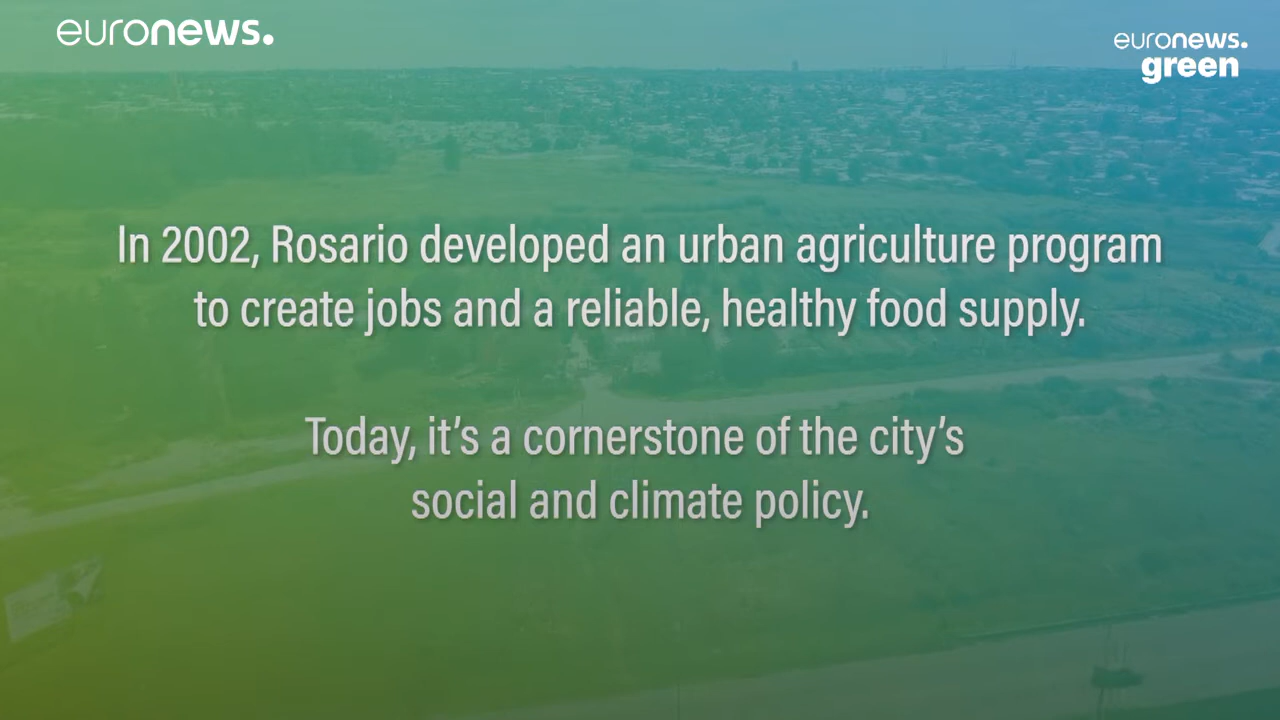 euronews.
euronews.
green
In 2002, Rosario developed an urban agriculture program
to create jobs and a reliable, healthy food supply.
Today, it's a cornerstone of the city's
social and climate policy.